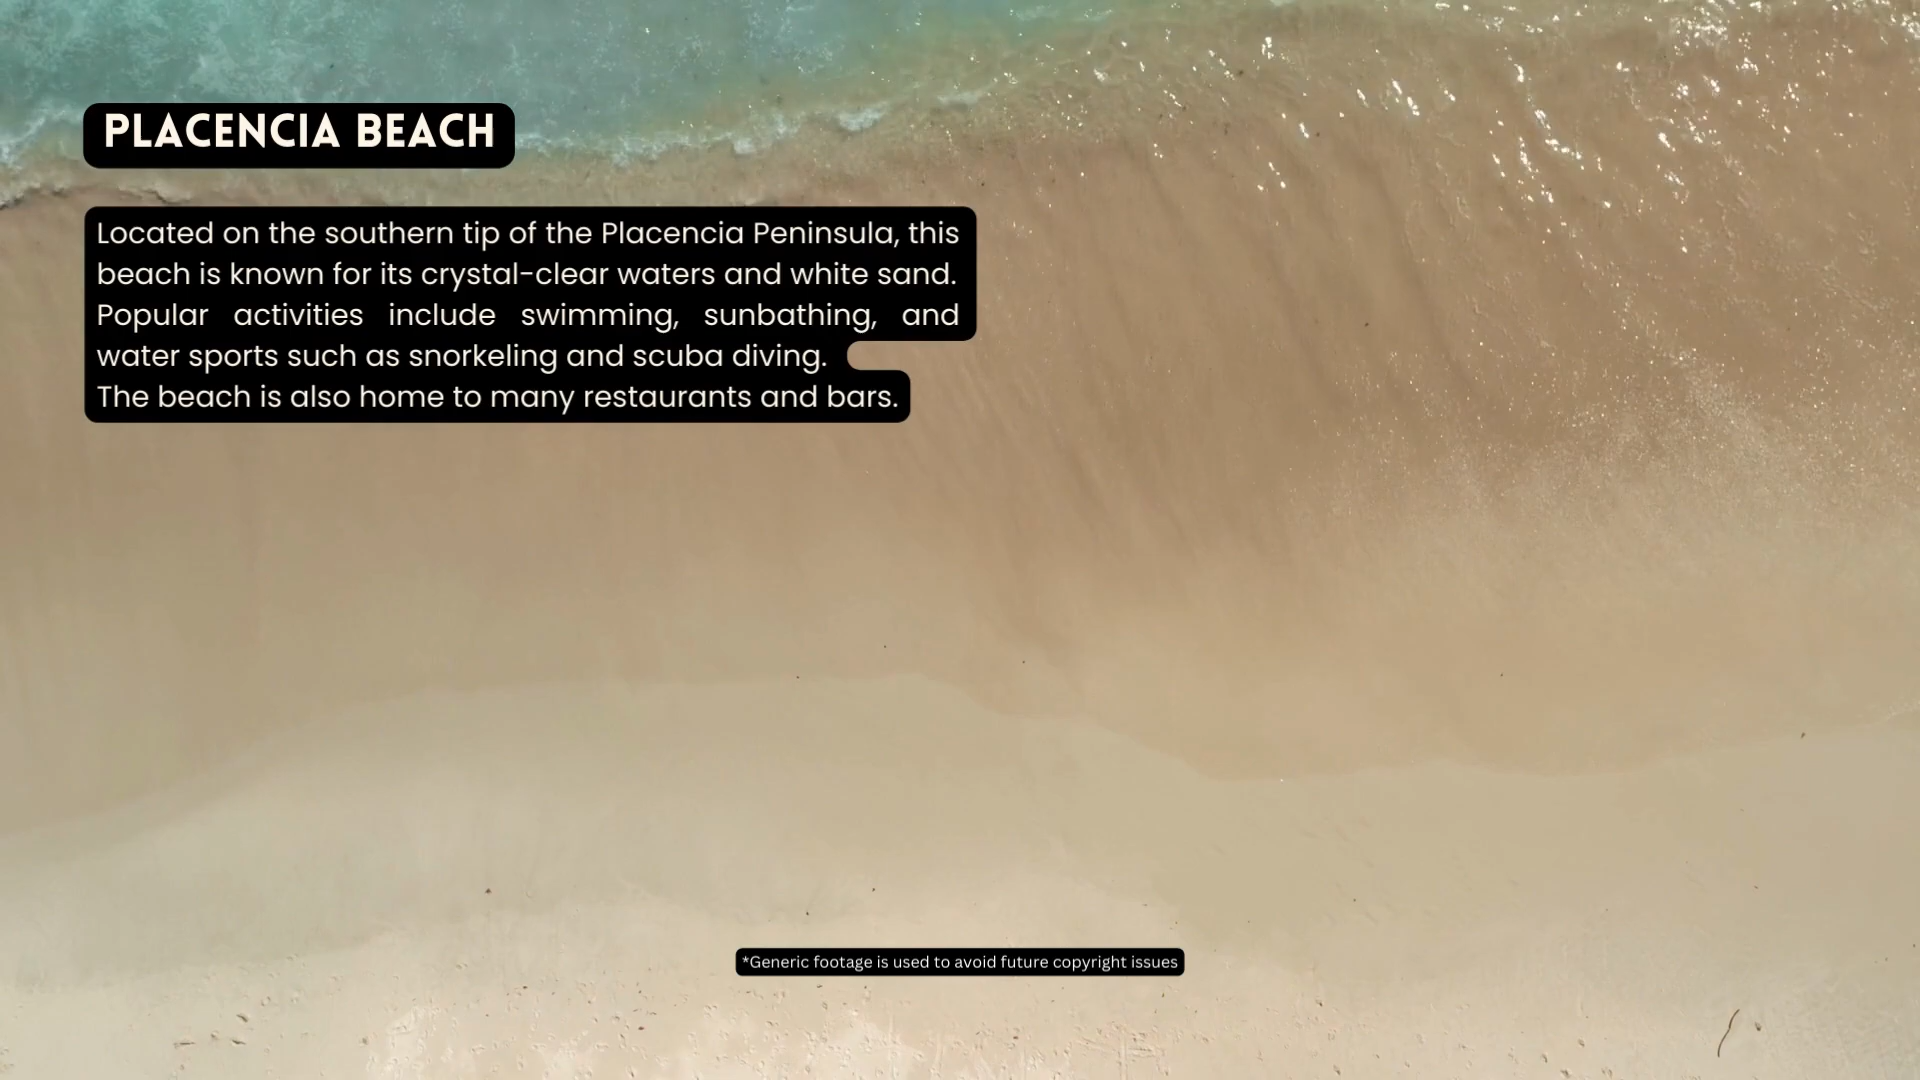 PLACENCIA BEACH
Located on the southern tip of the Placencia Peninsula, this
beach is known for its crystal-clear waters and white sand.
Popular activities include swimming, sunbathing, and
water sports such as snorkeling and scuba diving.
The beach is also home to many restaurants and bars.
*Generic footage is used to avoid future copyright issues